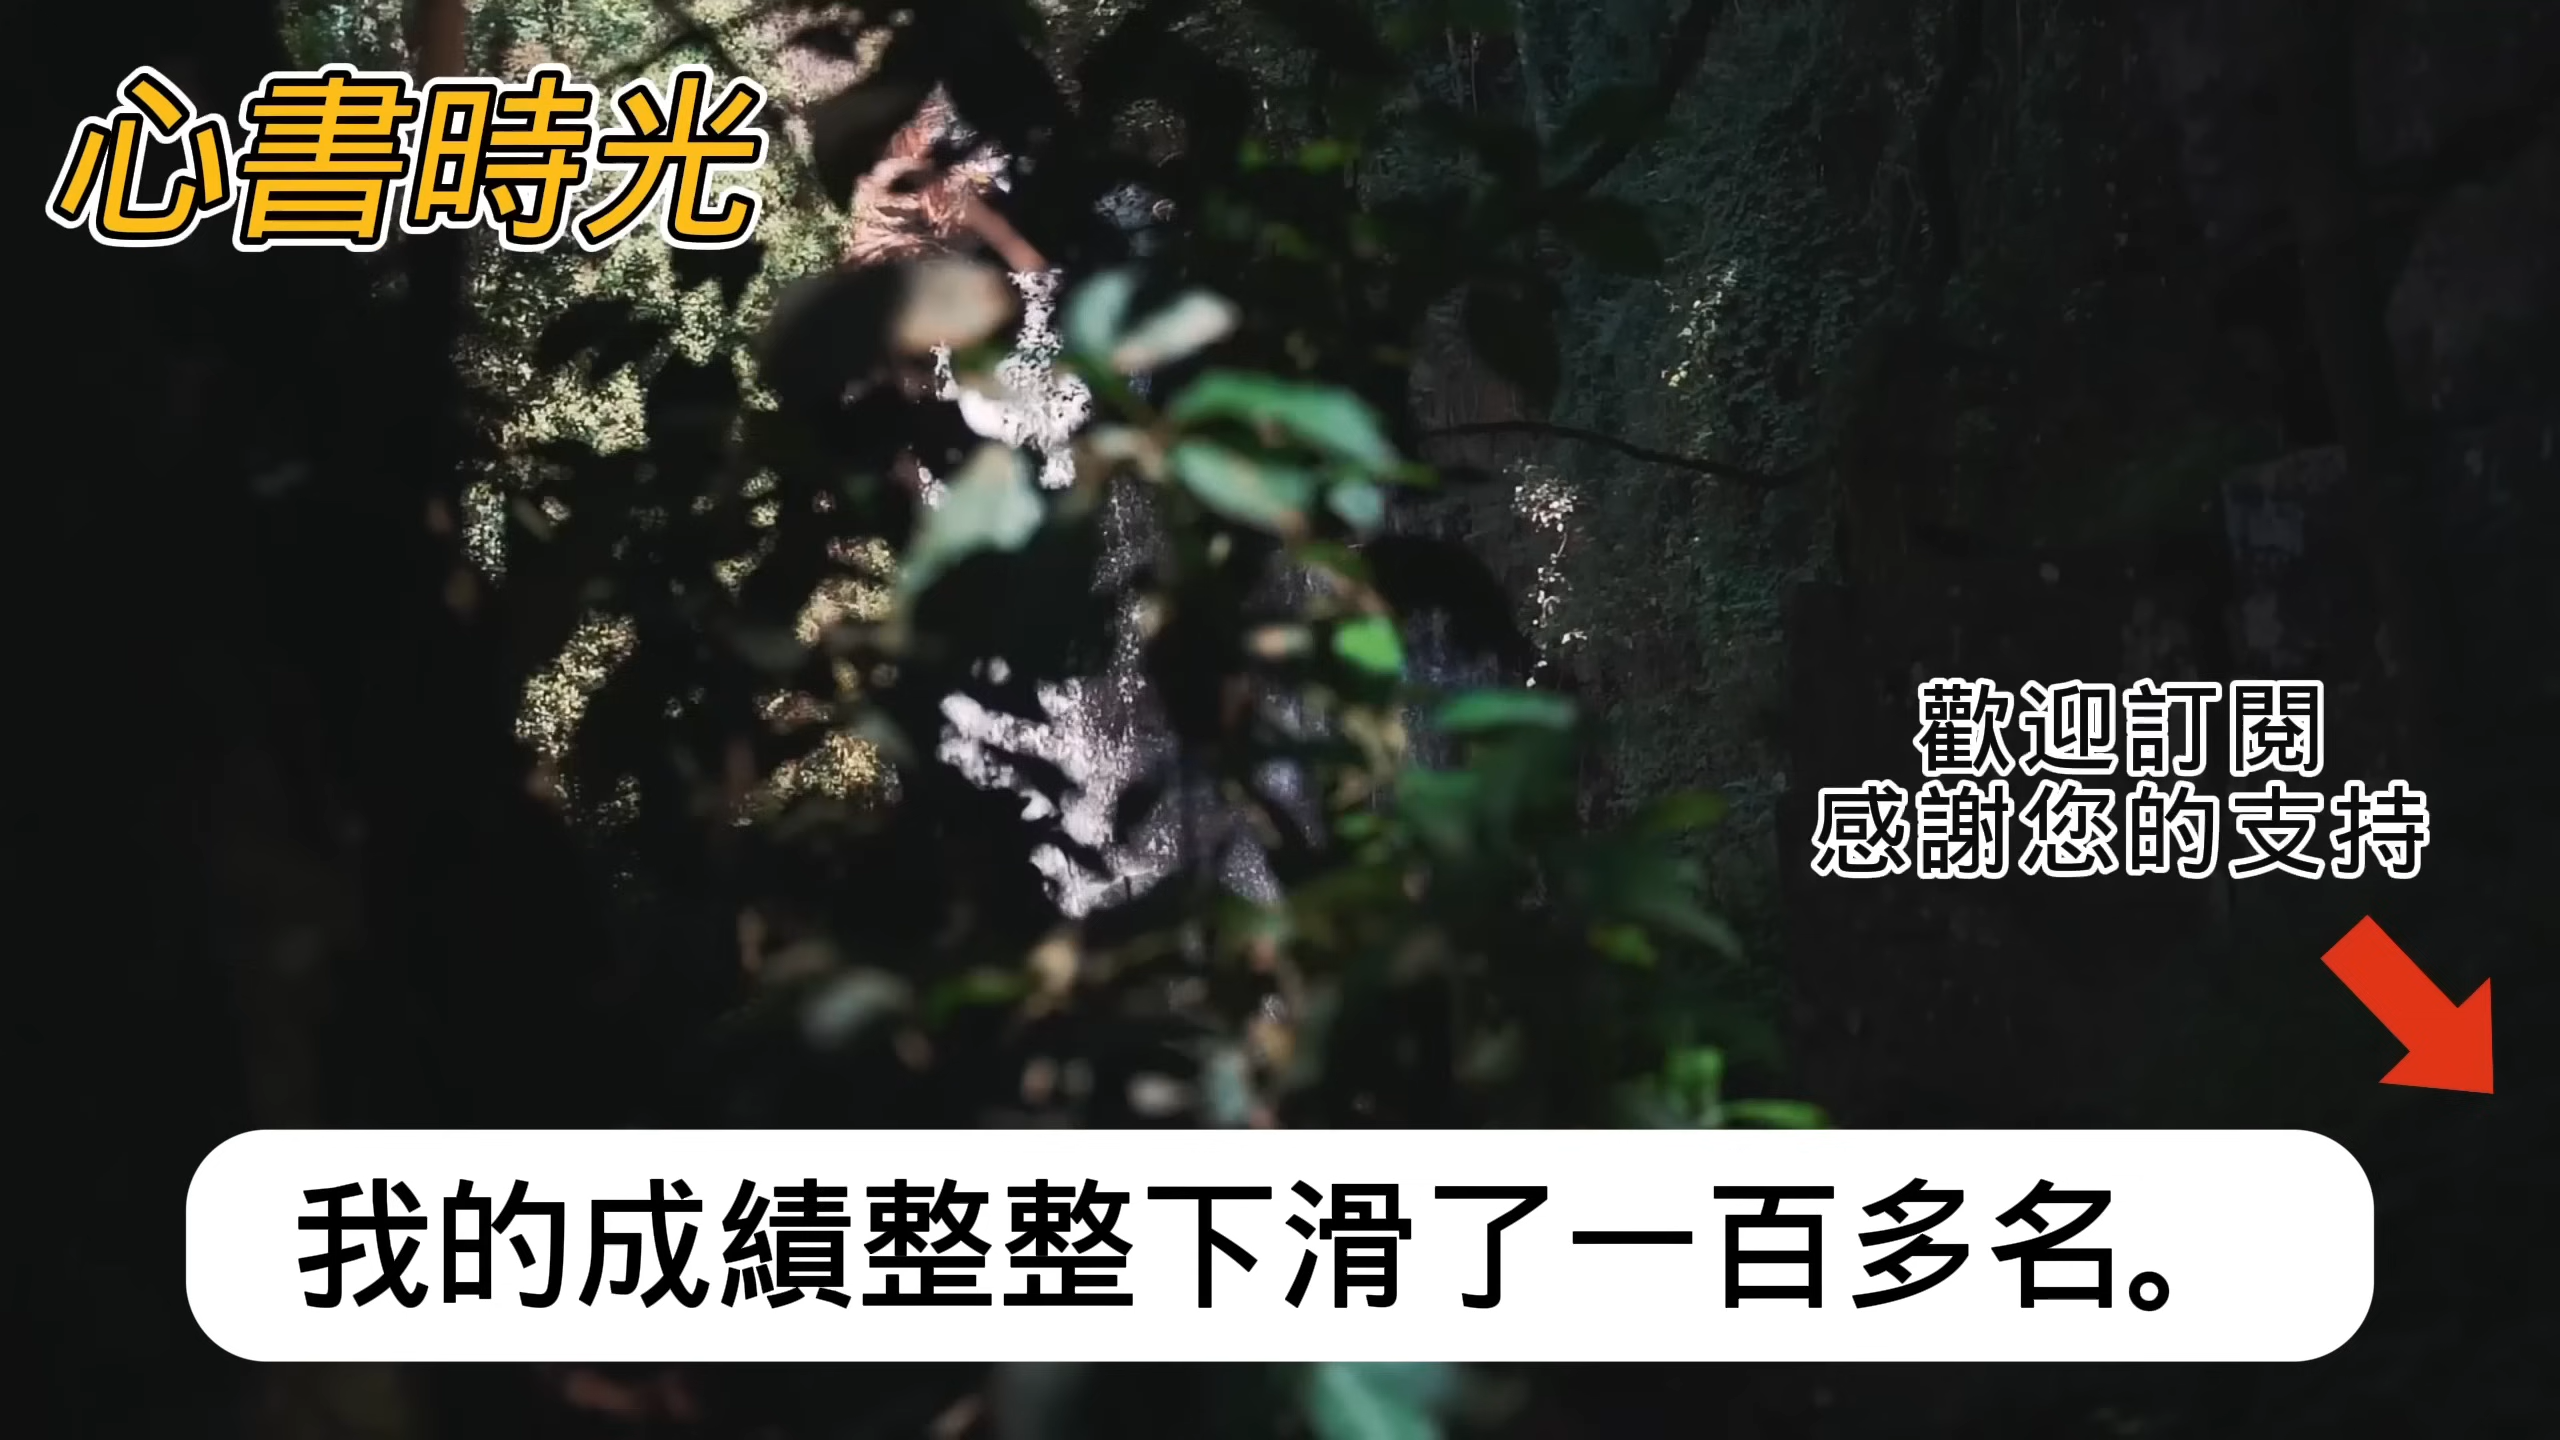 心書時光
歡迎訂閱
感謝您的支持
我的成績整整下滑了一百多名。